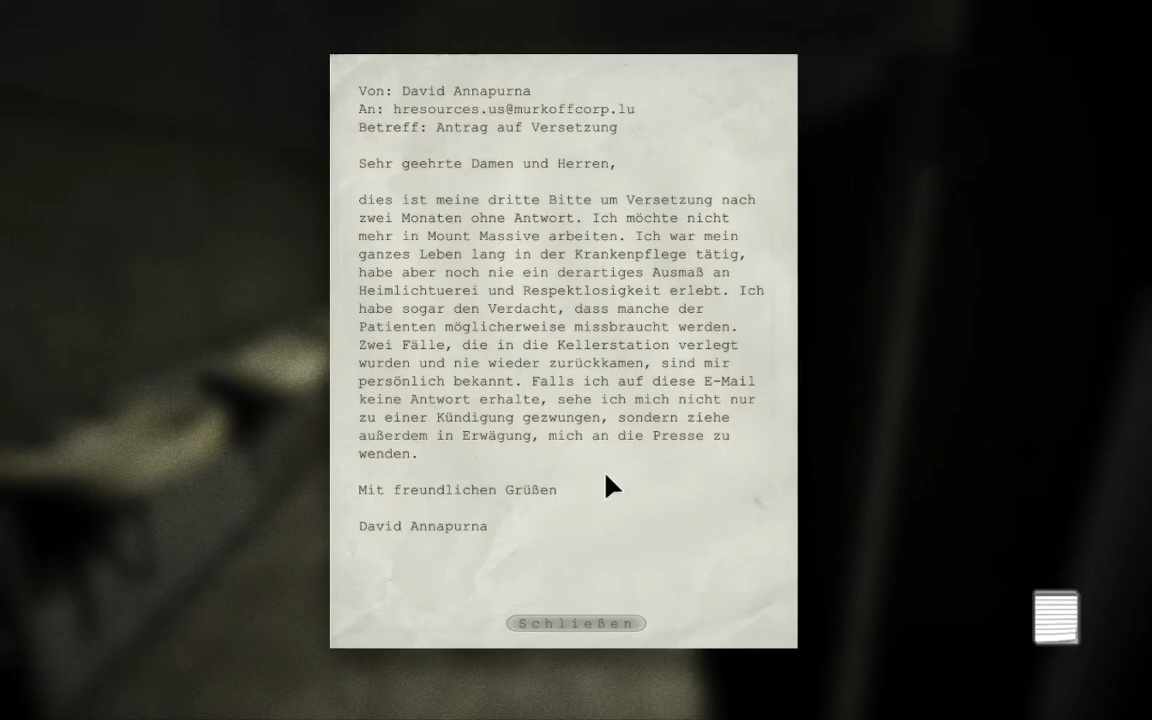 Von: David Annapurna
An: hresources.us@murkoffcorp.lu
Betreff: Antrag auf Versetzung
Sehr geehrte Damen und Herren,
dies ist meine dritte Bitte um Versetzung nach
zwei Monaten ohne Antwort. Ich möchte nicht
mehr in Mount Massive arbeiten. Ich war mein
ganzes Leben lang in der Krankenpflege tätig,
habe aber noch nie ein derartiges Ausmaß an
Heimlichtuerei und Respektlosigkeit erlebt. Ich
habe sogar den Verdacht, dass manche der
Patienten möglicherweise missbraucht werden.
Zwei Fälle, die in die Kellerstation verlegt
wurden und nie wieder zurückkamen, sind mir
persönlich bekannt. Falls ich auf diese E-Mail
keine Antwort erhalte, sehe ich mich nicht nur
zu einer Kündigung gezwungen, sondern ziehe
außerdem in Erwägung, mich an die Presse zu
wenden.
Mit freundlichen Grüßen
David Annapurna
Schließen